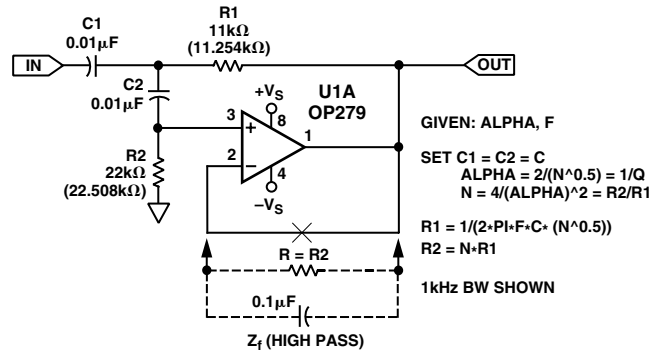 C1
0.01µF
R1
11kΩ
(11.254kΩ)
IN
OUT
C2
0.01µF
+VS
U1A
OP279
3
+
8
1
2
–
4
–VS
R2
22kΩ
(22.508kΩ)
GIVEN: ALPHA, F
SET C1 = C2 = C
ALPHA = 2/(N^0.5) = 1/Q
N = 4/(ALPHA)^2 = R2/R1
R1 = 1/(2*PI*F*C* (N^0.5))
R2 = N*R1
1kHz BW SHOWN
R = R2
0.1µF
Zf (HIGH PASS)